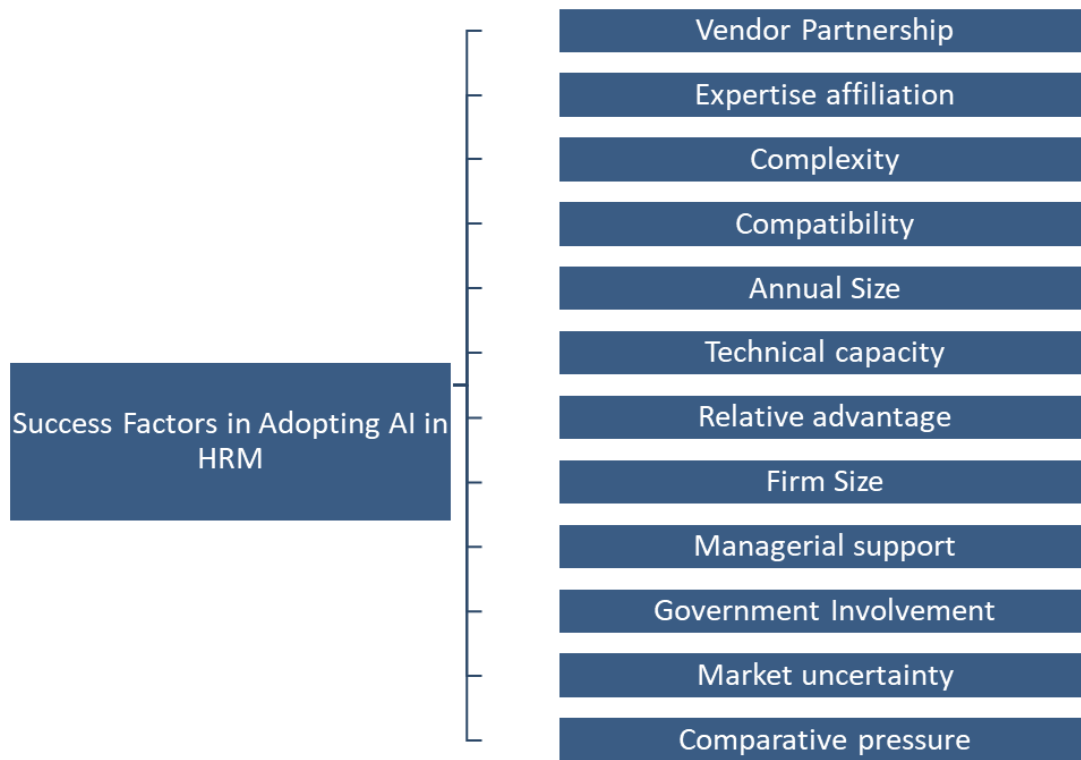 Vendor Partnership
Expertise affiliation
Complexity
Compatibility
Annual Size
Technical capacity
Success Factors in Adopting AI in
HRM
Relative advantage
Firm Size
Managerial support
Government Involvement
Market uncertainty
Comparative pressure